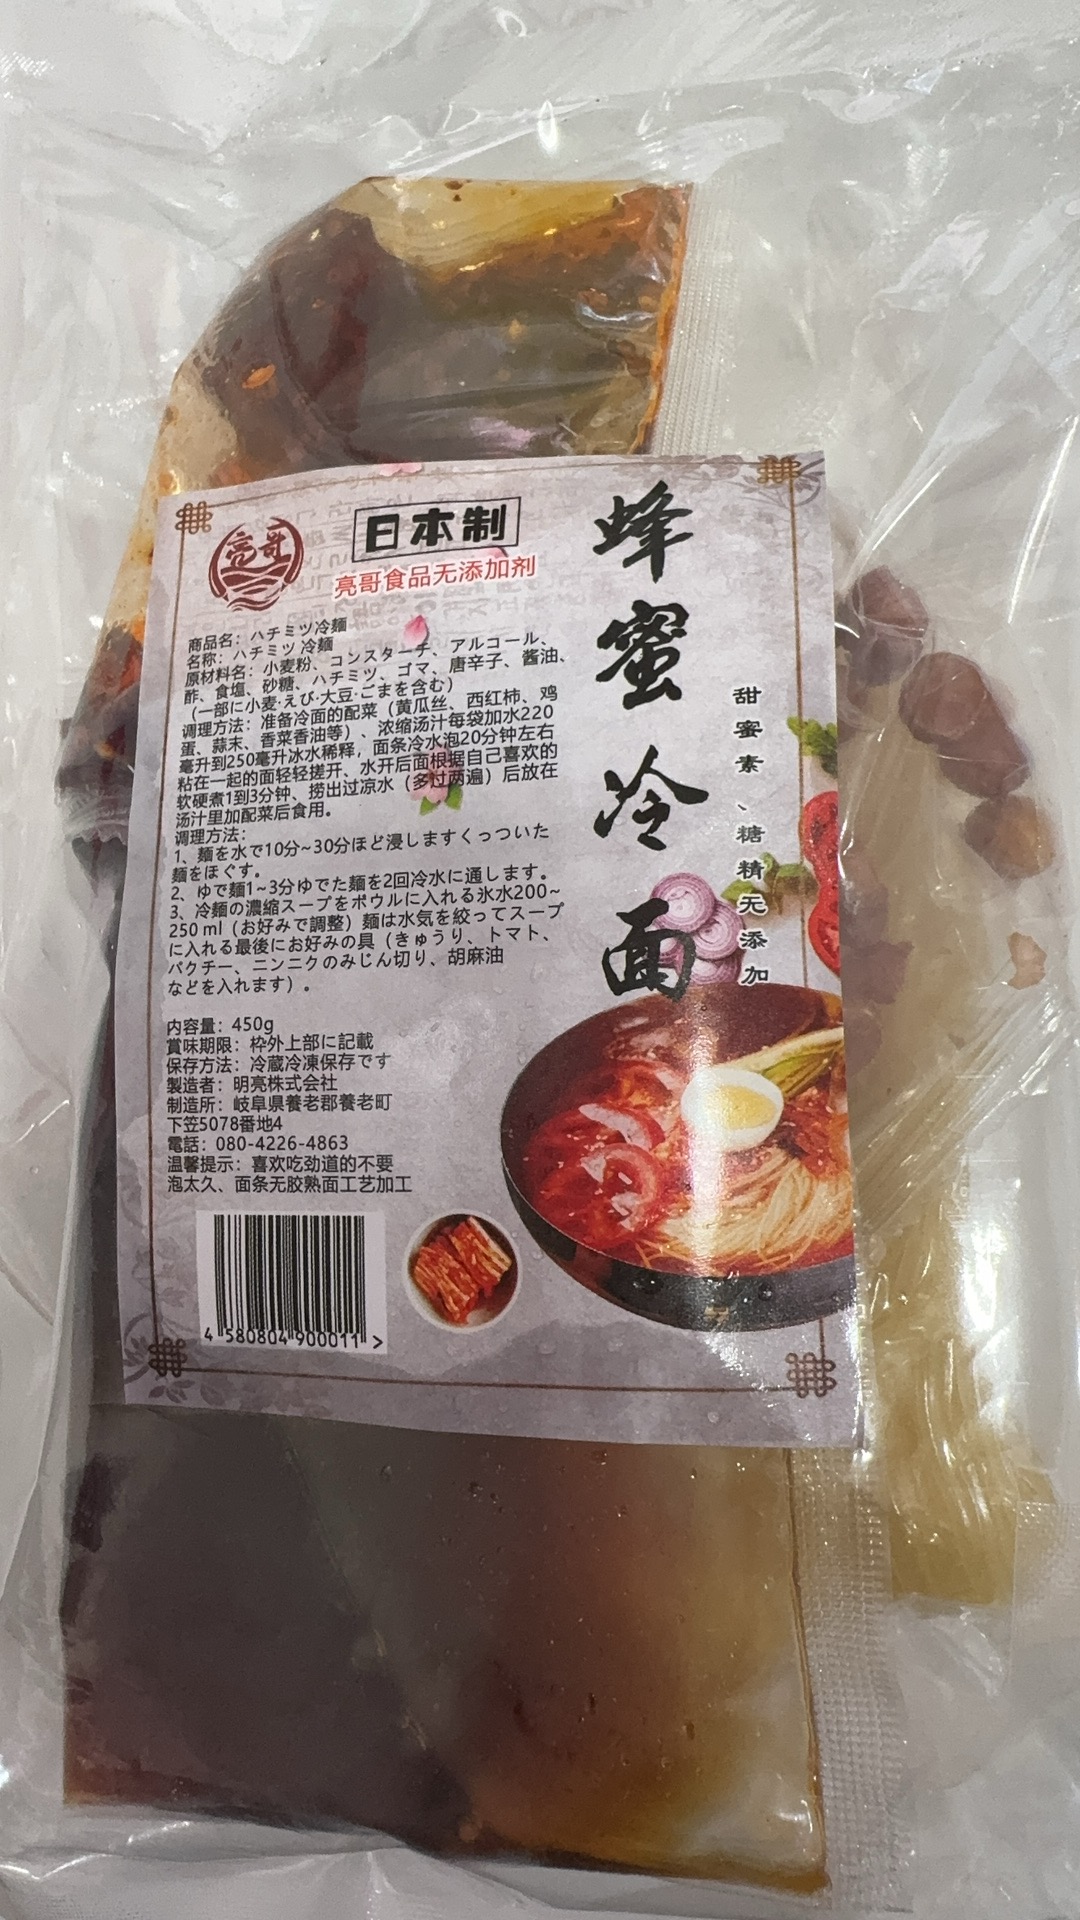 亮哥
日本制
亮哥食品无添加剂
蜂蜜冷面
甜蜜素、糖精无添加
商品名：ハチミツ冷麺
名称：ハチミツ 冷麺
原材料名：小麦粉、コンスターチ、アルコール、
酢、食塩、砂糖、ハチミツ、ゴマ、唐辛子、酱油、
（一部に小麦·えび·大豆·ごまを含む）
调理方法：准备冷面的配菜（黄瓜丝、西红柿、鸡
蛋、蒜末、香菜香油等）、浓缩汤汁每袋加水220
毫升到250毫升冰水稀释，面条冷水泡20分钟左右
粘在一起的面轻轻搓开、水开后面根据自己喜欢的
软硬煮1到3分钟、捞出过凉水（多过两遍）后放在
汤汁里加配菜后食用。
调理方法：
1、麺を水で10分~30分ほど浸しますくっついた
麺をほぐす。
2、ゆで麺1~3分ゆでた麺を2回冷水に通します。
3、冷麺の濃縮スープをボウルに入れる氷水200~
250 ml（お好みで調整）麺は水気を絞ってスープ
に入れる最後にお好みの具（きゅうり、トマト、
パクチー、ニンニクのみじん切り、胡麻油
などを入れます）。
内容量：450g
賞味期限：枠外上部に記載
保存方法：冷蔵冷凍保存です
製造者：明亮株式会社
制造所：岐阜県養老郡養老町
下笠5078番地4
電話：080-4226-4863
温馨提示：喜欢吃劲道的不要
泡太久、面条无胶熟面工艺加工
4 580804 900011 >